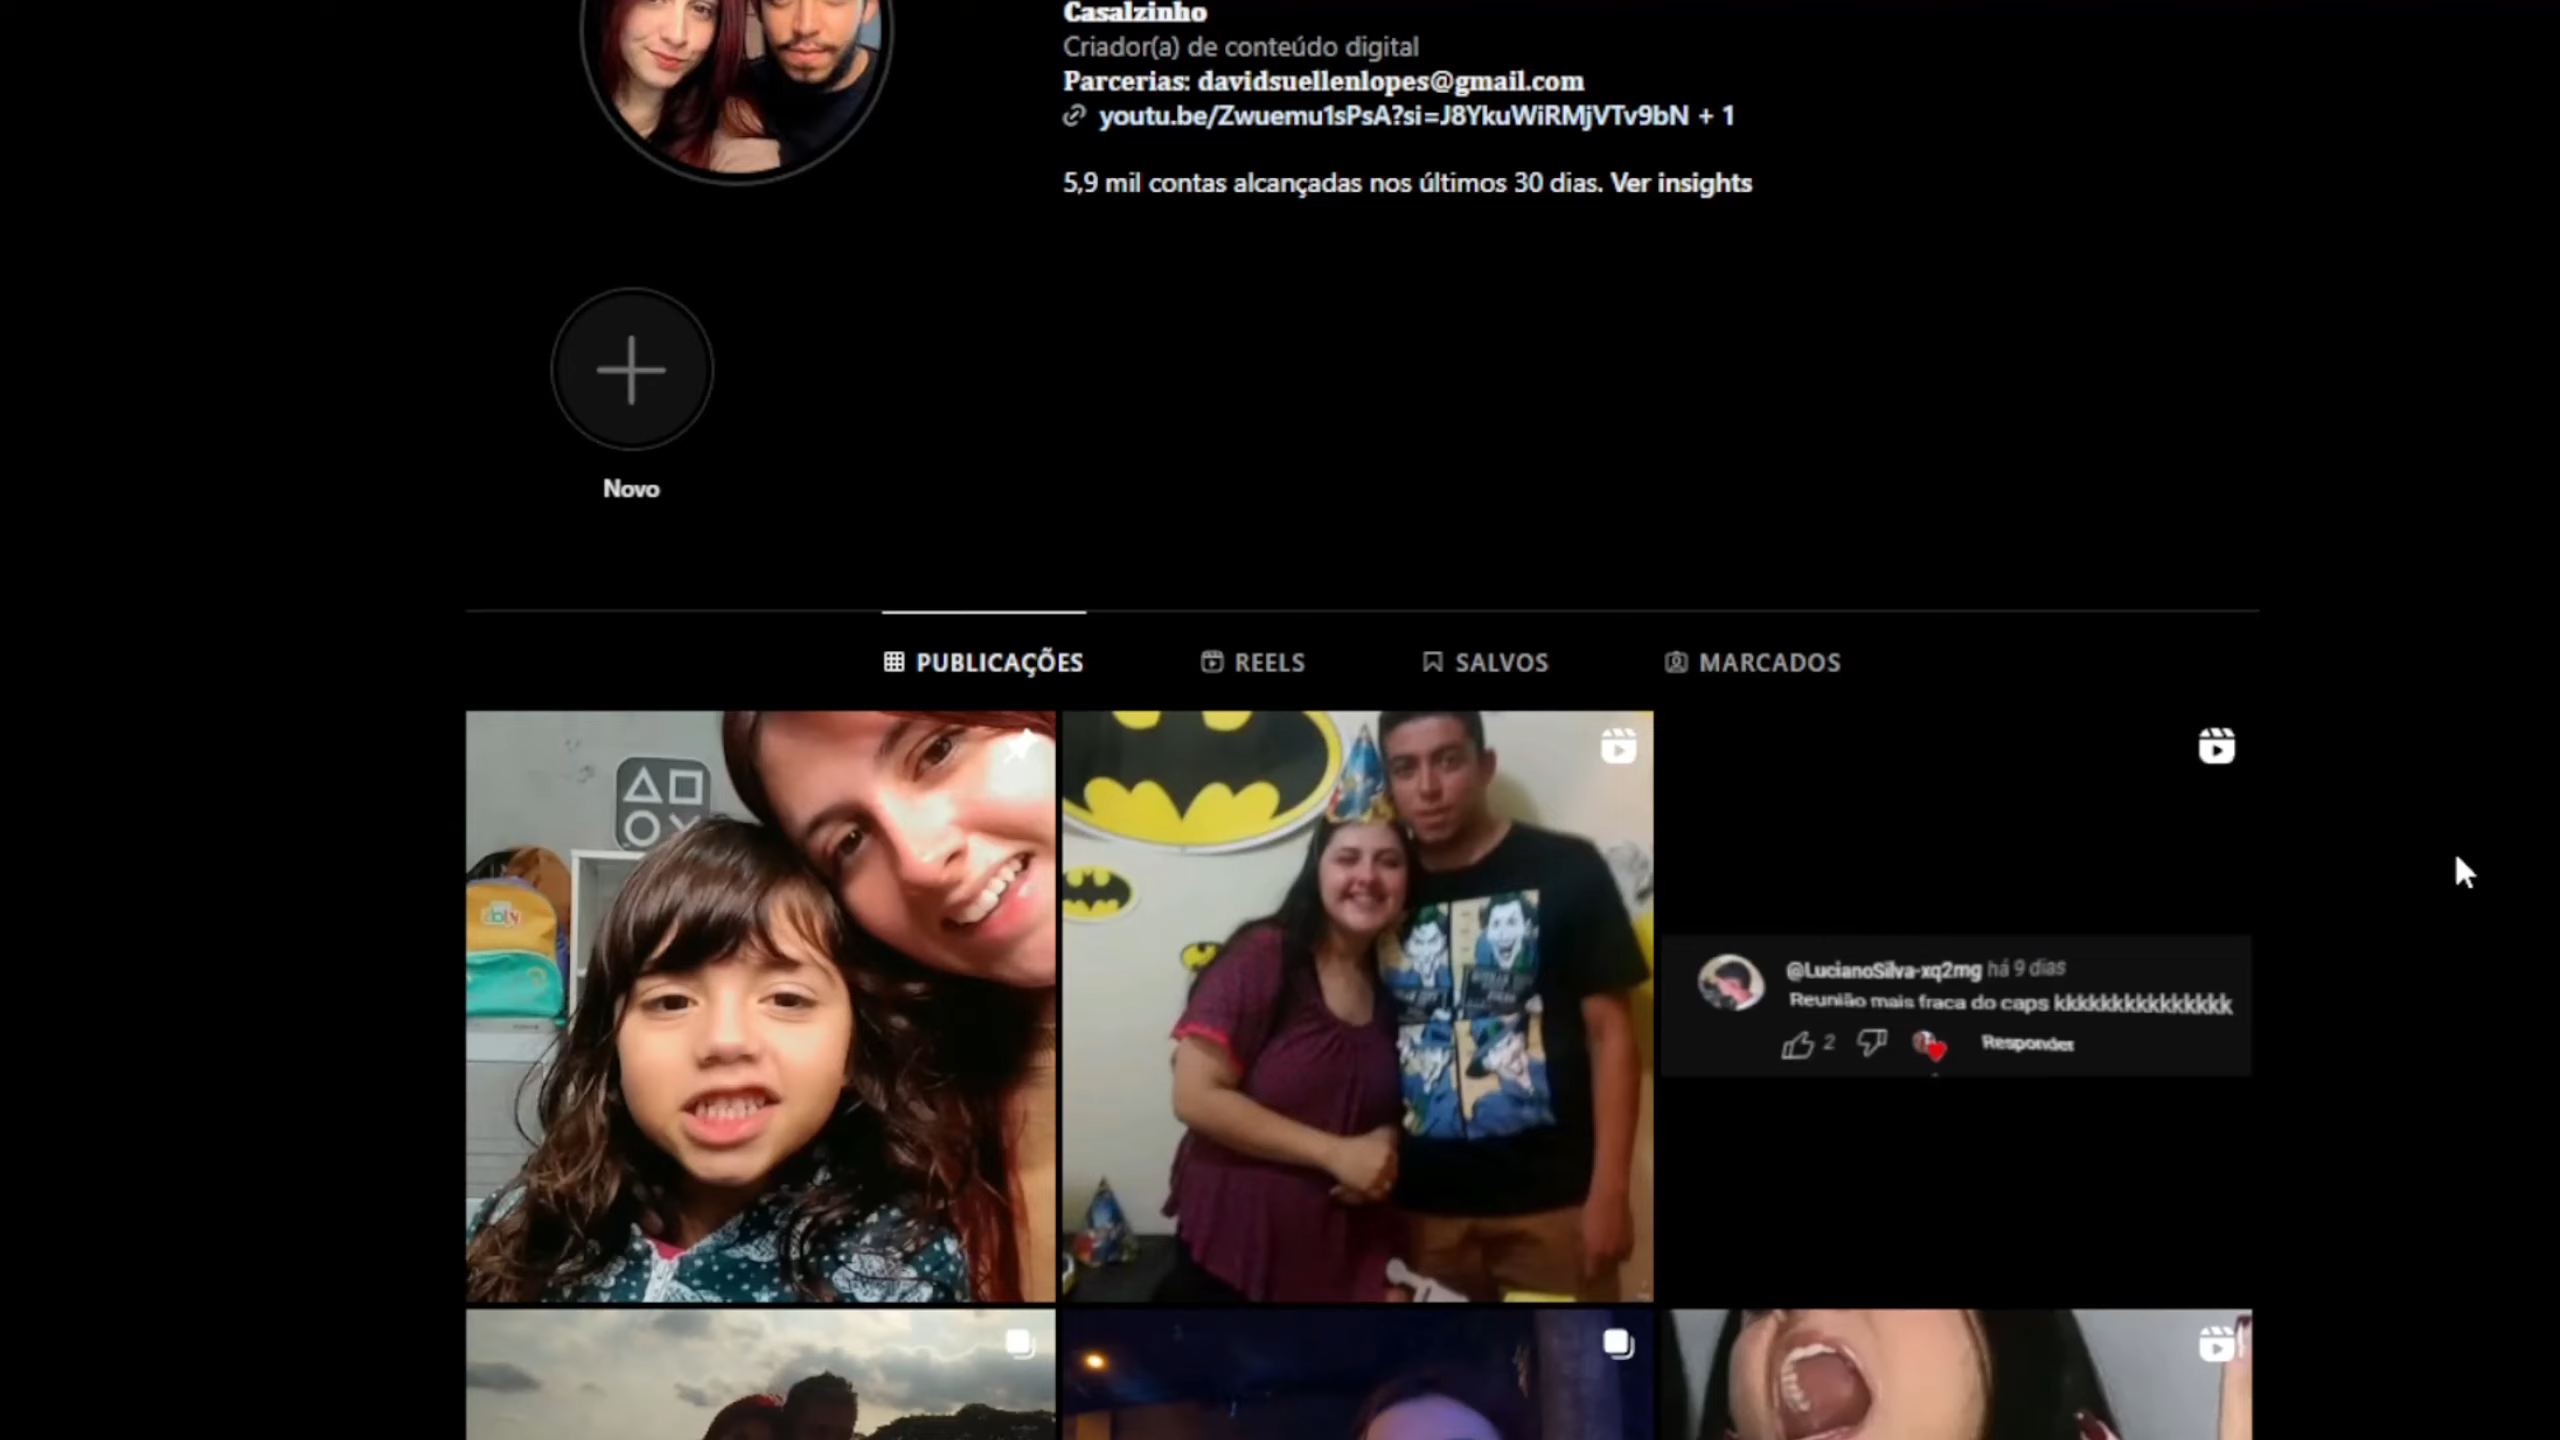 Casalzinho
Criador(a) de conteúdo digital
Parcerias: davidsuellenlopes@gmail.com
youtu.be/Zwuemu1sPsA?si=J8YkuWiRMjVTv9bN + 1
5,9 mil contas alcançadas nos últimos 30 dias. Ver insights
Novo
PUBLICAÇÕES
REELS
SALVOS
MARCADOS
@LucianoSilva-xq2mg há 9 dias
Reunião mais fraca do caps kkkkkkkkkkkkkkkk
2
Responder